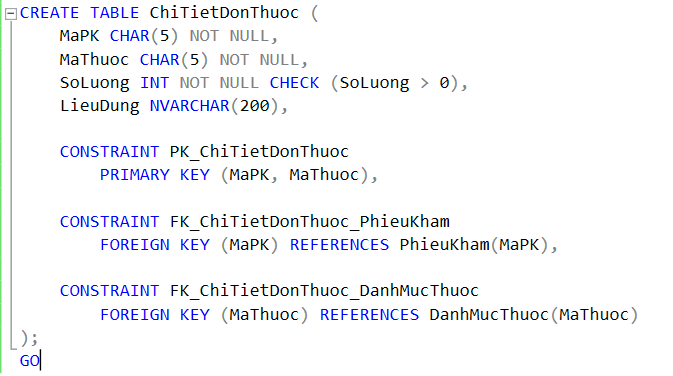 CREATE TABLE ChiTietDonThuoc (
MaPK CHAR(5) NOT NULL,
MaThuoc CHAR(5) NOT NULL,
SoLuong INT NOT NULL CHECK (SoLuong > 0),
LieuDung NVARCHAR(200),
CONSTRAINT PK_ChiTietDonThuoc
PRIMARY KEY (MaPK, MaThuoc),
CONSTRAINT FK_ChiTietDonThuoc_PhieuKham
FOREIGN KEY (MaPK) REFERENCES PhieuKham(MaPK),
CONSTRAINT FK_ChiTietDonThuoc_DanhMucThuoc
FOREIGN KEY (MaThuoc) REFERENCES DanhMucThuoc(MaThuoc)
);
GO